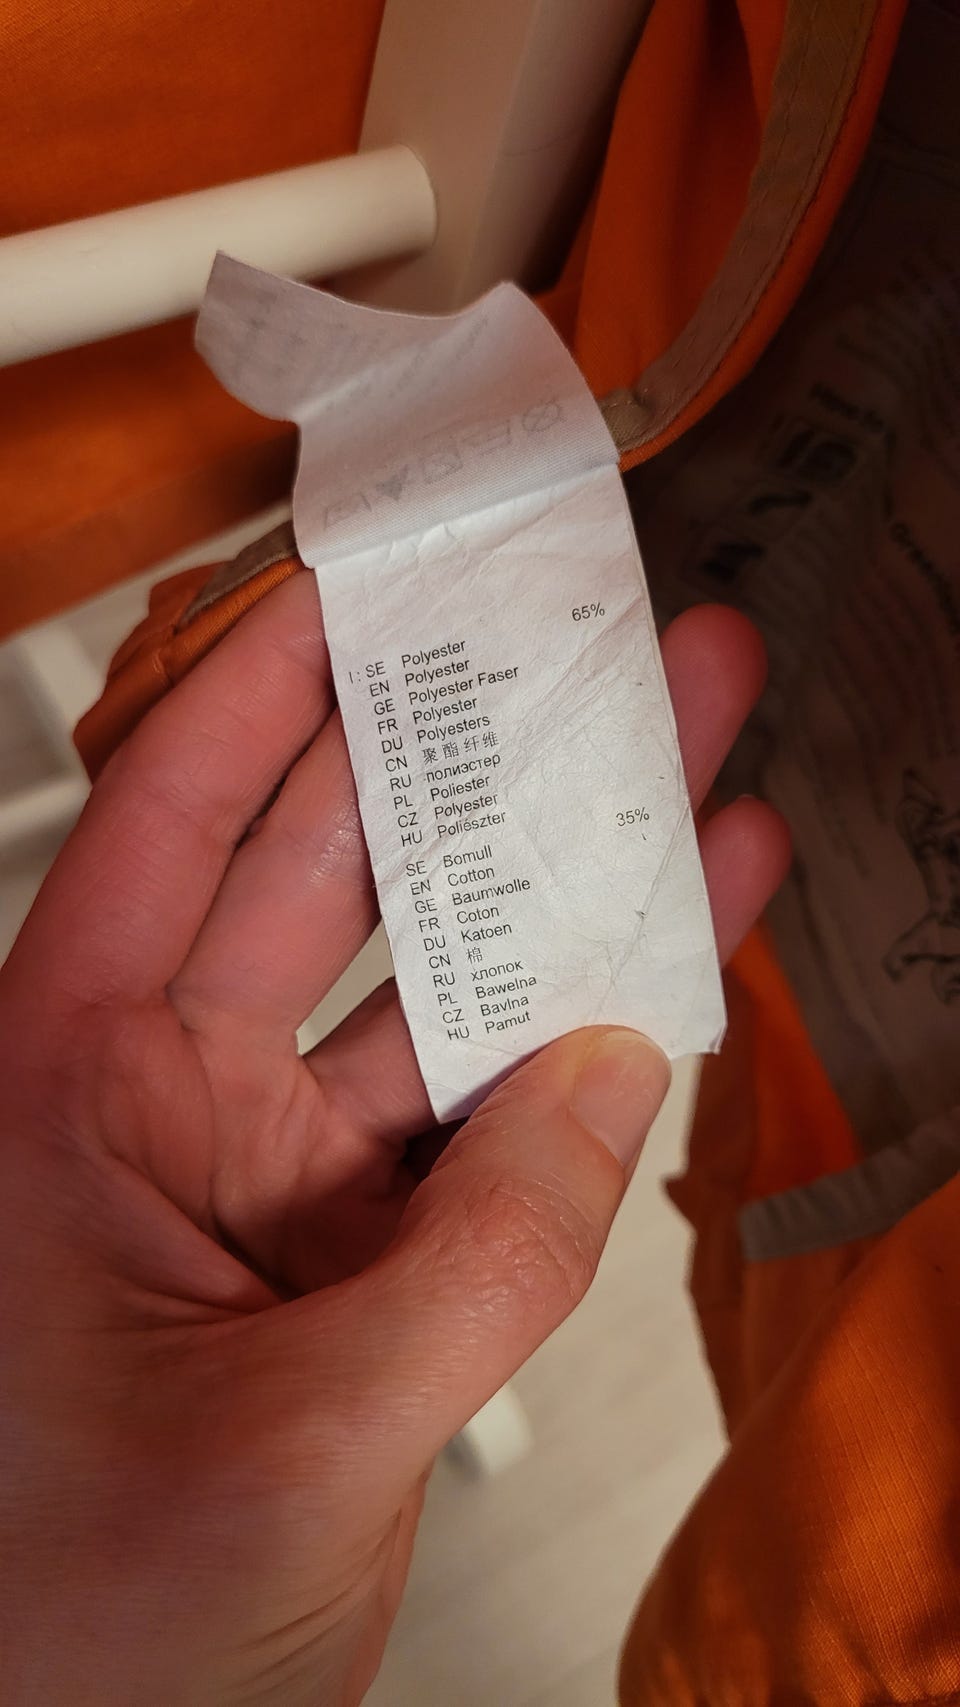 65%
I: SE Polyester
EN Polyester
GE Polyester Faser
FR Polyester
DU Polyesters
CN 聚酯纤维
RU полиэстер
PL Poliester
CZ Polyester
HU Poliészter
35%
SE Bomull
EN Cotton
GE Baumwolle
FR Coton
DU Katoen
CN 棉
RU хлопок
PL Bawelna
CZ Bavlna
HU Pamut